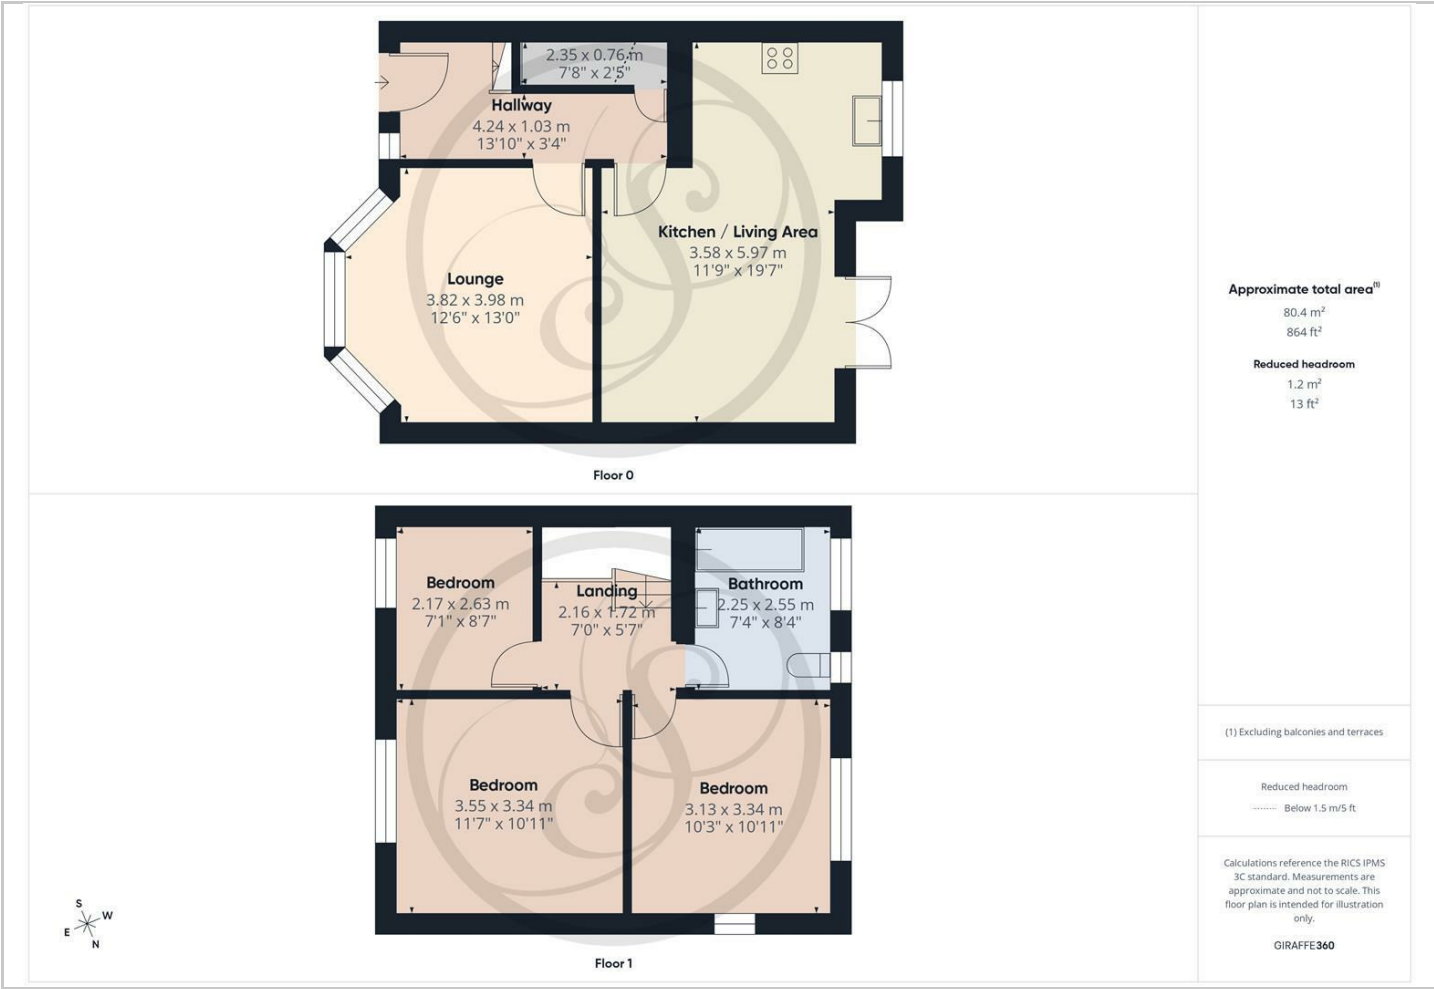 2.35 x 0.76 m
7'8" x 2'5"
Hallway
4.24 x 1.03 m
13'10" x 3'4"
Kitchen / Living Area
3.58 x 5.97 m
11'9" x 19'7"
Lounge
3.82 x 3.98 m
12'6" x 13'0"
Floor 0
Bedroom
2.17 x 2.63 m
7'1" x 8'7"
Landing
2.16 x 1.72 m
7'0" x 5'7"
Bathroom
2.25 x 2.55 m
7'4" x 8'4"
Bedroom
3.55 x 3.34 m
11'7" x 10'11"
Bedroom
3.13 x 3.34 m
10'3" x 10'11"
Floor 1
S
W
E
N
Approximate total area(1)
80.4 m²
864 ft²
Reduced headroom
1.2 m²
13 ft²
(1) Excluding balconies and terraces
Reduced headroom
Below 1.5 m/5 ft
Calculations reference the RICS IPMS
3C standard. Measurements are
approximate and not to scale. This
floor plan is intended for illustration
only.
GIRAFFE360